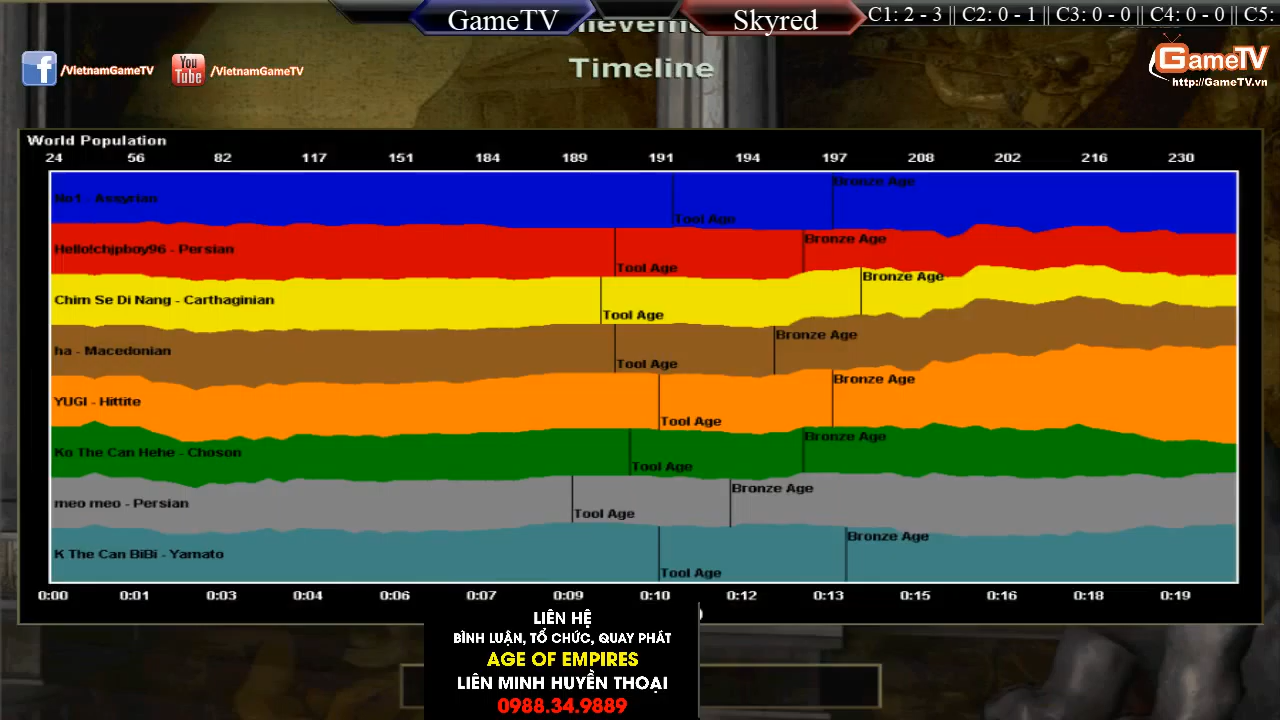 GameTV
Skyred
C1: 2 - 3 || C2: 0 - 1 || C3: 0 - 0 || C4: 0 - 0 || C5:
/VietnamGameTV
You Tube
/VietnamGameTV
Timeline
GameTV
http://GameTV.vn
World Population
24 56 82 117 151 184 189 191 194 197 208 202 216 230
No1 - Assyrian
Tool Age
Bronze Age
Hello!chjpboy96 - Persian
Tool Age
Bronze Age
Chim Se Di Nang - Carthaginian
Tool Age
Bronze Age
ha - Macedonian
Tool Age
Bronze Age
YUGI - Hittite
Tool Age
Bronze Age
Ko The Can Hehe - Choson
Tool Age
Bronze Age
meo meo - Persian
Tool Age
Bronze Age
K The Can BiBi - Yamato
Tool Age
Bronze Age
0:00 0:01 0:03 0:04 0:06 0:07 0:09 0:10 0:12 0:13 0:15 0:16 0:18 0:19
LIÊN HỆ
BÌNH LUẬN, TỔ CHỨC, QUAY PHÁT
AGE OF EMPIRES
LIÊN MINH HUYỀN THOẠI
0988.34.9889